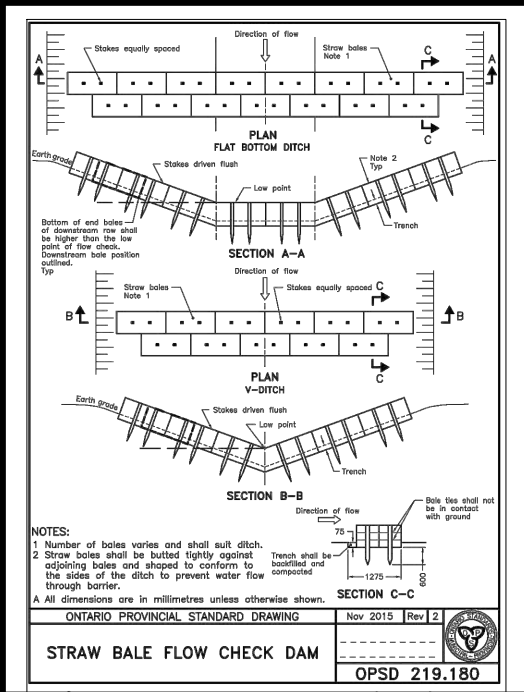 Direction of flow
A
Stakes equally spaced
Straw bales
Note 1
C
A
PLAN
FLAT BOTTOM DITCH
C
Earth grade
Stakes driven flush
Note 2
Typ
Low point
Trench
Bottom of end bales
of downstream row shall
be higher than the low
point of flow check.
Downstream bale position
outlined.
Typ
SECTION A-A
Direction of flow
Straw bales
Note 1
Stakes equally spaced
C
B
B
PLAN
V-DITCH
C
Earth grade
Stakes driven flush
Low point
Trench
SECTION B-B
Bale ties shall not
be in contact
with ground
Direction of flow
75
Trench shall be
backfilled and
compacted
1275
600
SECTION C-C
NOTES:
1 Number of bales varies and shall suit ditch.
2 Straw bales shall be butted tightly against
adjoining bales and shaped to conform to
the sides of the ditch to prevent water flow
through barrier.
A All dimensions are in millimetres unless otherwise shown.
ONTARIO PROVINCIAL STANDARD DRAWING
Nov 2015 Rev 2
STRAW BALE FLOW CHECK DAM
OPSD 219.180